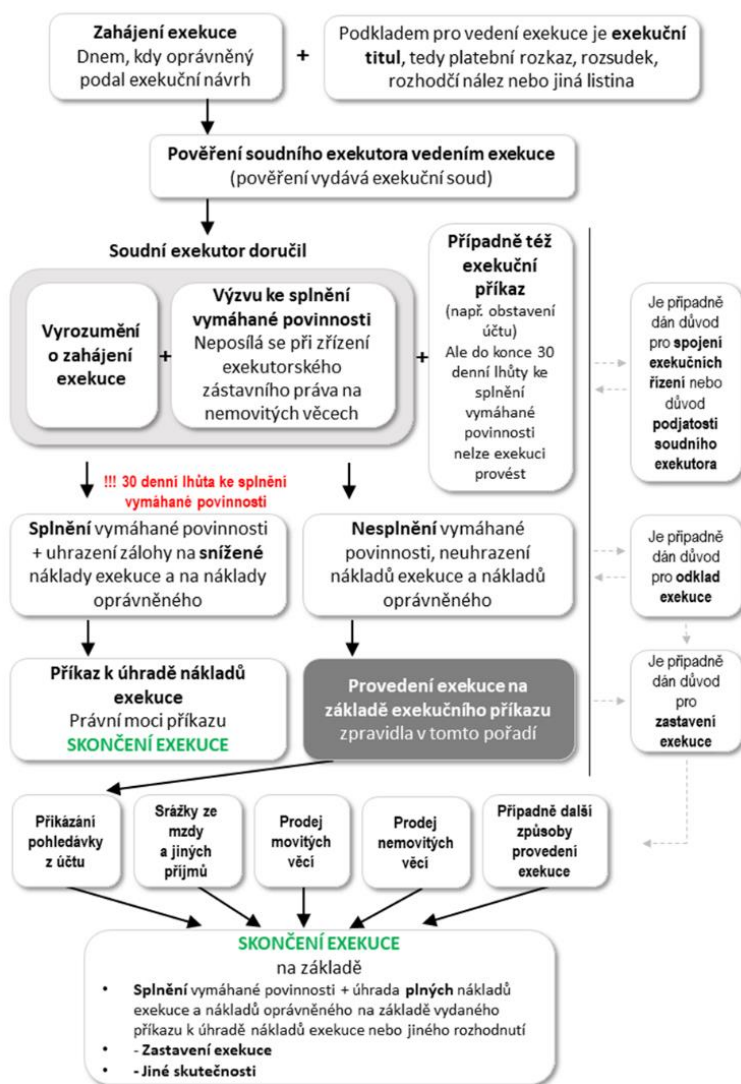 Zahájení exekuce
Dnem, kdy oprávněný
podal exekuční návrh
+
Podkladem pro vedení exekuce je exekuční
titul, tedy platební rozkaz, rozsudek,
rozhodčí nález nebo jiná listina
Pověření soudního exekutora vedením exekuce
(pověření vydává exekuční soud)
Soudní exekutor doručil
Vyrozumění
o zahájení
exekuce
+
Výzvu ke splnění
vymáhané povinnosti
Neposílá se při zřízení
exekutorského
zástavního práva na
nemovitých věcech
+
Případně též
exekuční
příkaz
(např. obstavení
účtu)
Ale do konce 30
denní lhůty ke
splnění
vymáhané
povinnosti
nelze exekuci
provést
Je případně
dán důvod
pro spojení
exekučních
řízení nebo
důvod
podjatosti
soudního
exekutora
!!! 30 denní lhůta ke splnění
vymáhané povinnosti
Splnění vymáhané povinnosti
+ uhrazení zálohy na snížené
náklady exekuce a na náklady
oprávněného
Nesplnění vymáhané
povinnosti, neuhrazení
nákladů exekuce a nákladů
oprávněného
Je případně
dán důvod
pro odklad
exekuce
Příkaz k úhradě nákladů
exekuce
Právní moci příkazu
SKONČENÍ EXEKUCE
Provedení exekuce na
základě exekučního příkazu
zpravidla v tomto pořadí
Je případně
dán důvod
pro
zastavení
exekuce
Přikázání
pohledávky
z účtu
Srážky ze
mzdy
a jiných
příjmů
Prodej
movitých
věcí
Prodej
nemovitých
věcí
Případně další
způsoby
provedení
exekuce
SKONČENÍ EXEKUCE
na základě
• Splnění vymáhané povinnosti + úhrada plných nákladů
exekuce a nákladů oprávněného na základě vydaného
příkazu k úhradě nákladů exekuce nebo jiného rozhodnutí
• - Zastavení exekuce
• - Jiné skutečnosti